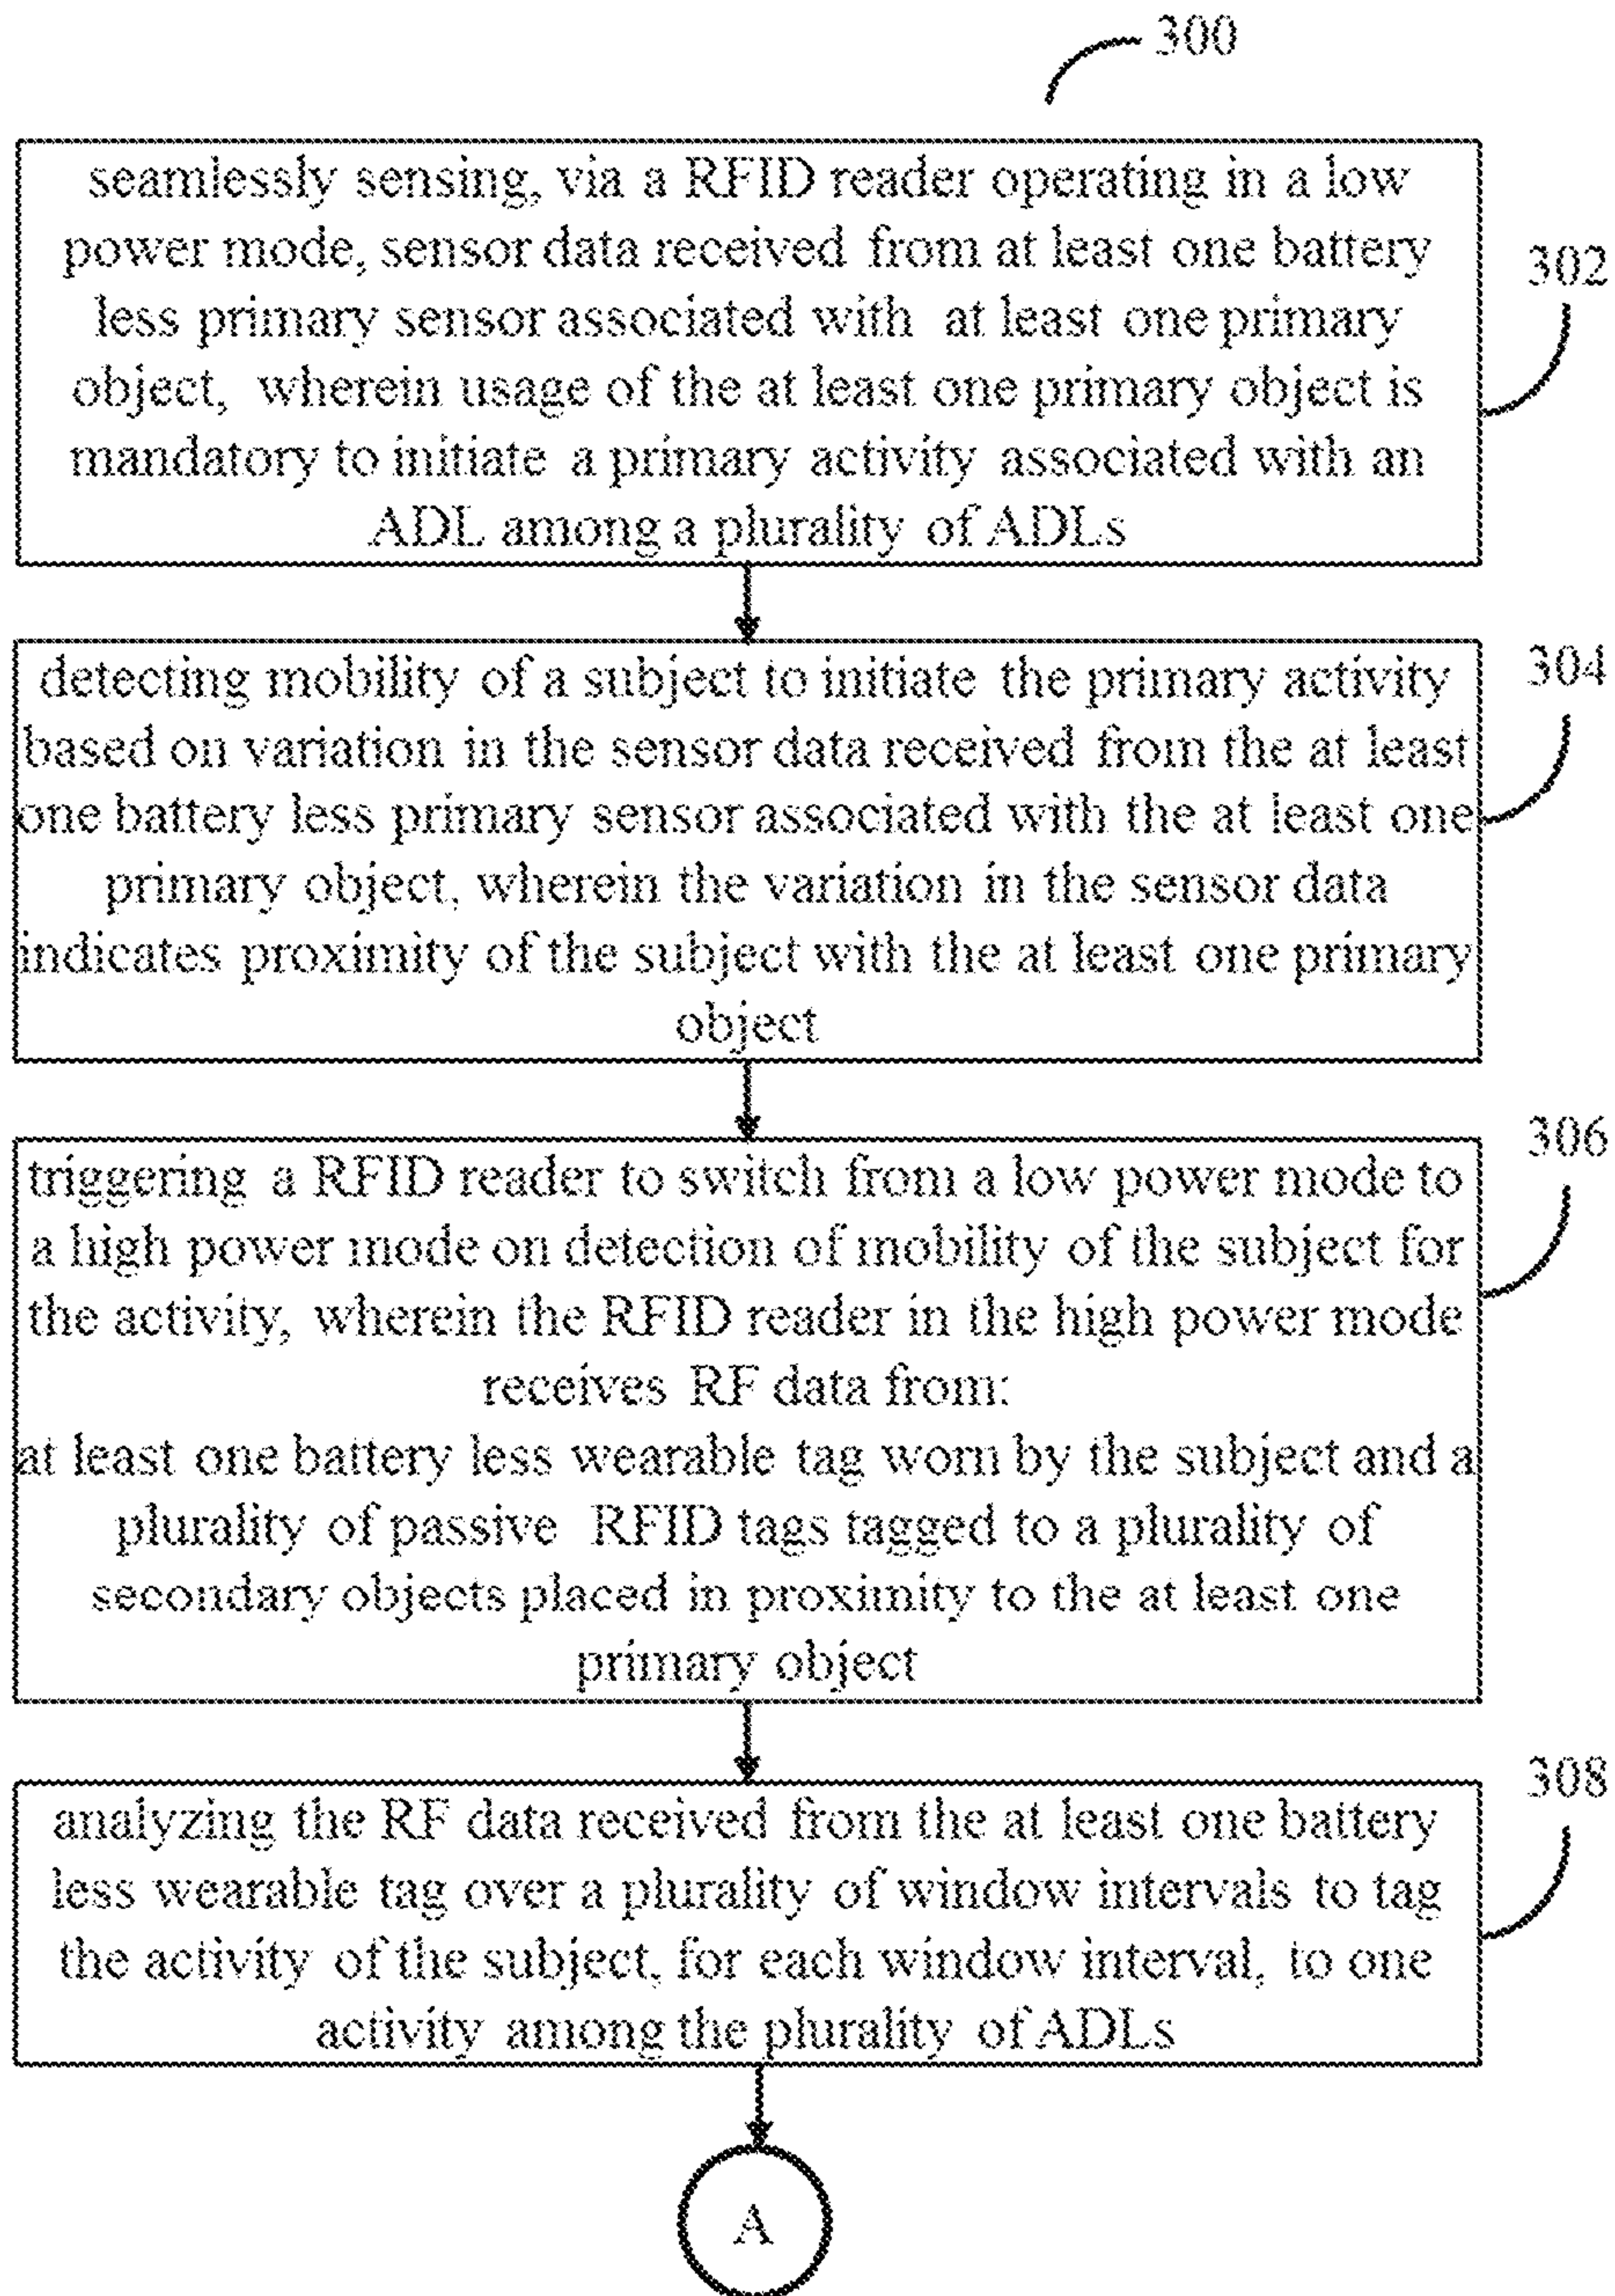 300
seamlessly sensing, via a RFID reader operating in a low
power mode, sensor data received from at least one battery
less primary sensor associated with at least one primary
object, wherein usage of the at least one primary object is
mandatory to initiate a primary activity associated with an
ADL among a plurality of ADLs
302
detecting mobility of a subject to initiate the primary activity
based on variation in the sensor data received from the at least
one battery less primary sensor associated with the at least one
primary object, wherein the variation in the sensor data
indicates proximity of the subject with the at least one primary
object
304
triggering a RFID reader to switch from a low power mode to
a high power mode on detection of mobility of the subject for
the activity, wherein the RFID reader in the high power mode
receives RF data from:
at least one battery less wearable tag worn by the subject and a
plurality of passive RFID tags tagged to a plurality of
secondary objects placed in proximity to the at least one
primary object
306
analyzing the RF data received from the at least one battery
less wearable tag over a plurality of window intervals to tag
the activity of the subject, for each window interval, to one
activity among the plurality of ADLs
308
A